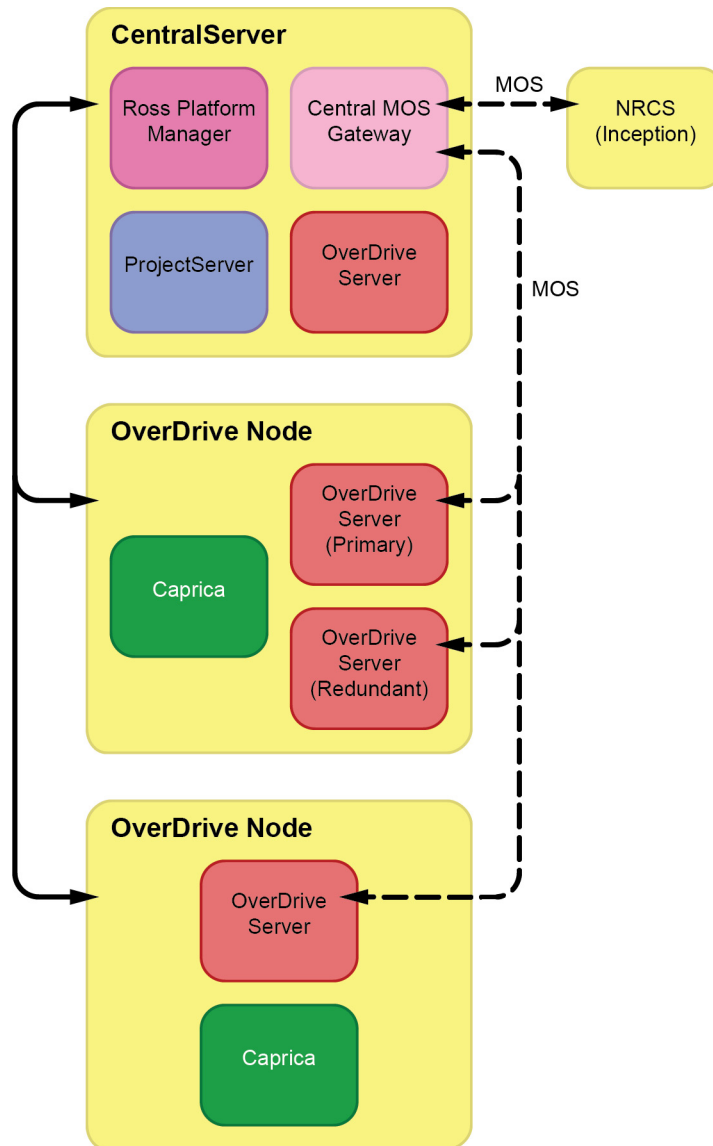 CentralServer
Ross Platform
Manager
Central MOS
Gateway
MOS
NRCS
(Inception)
ProjectServer
OverDrive
Server
MOS
OverDrive Node
OverDrive
Server
(Primary)
Caprica
OverDrive
Server
(Redundant)
OverDrive Node
OverDrive
Server
Caprica